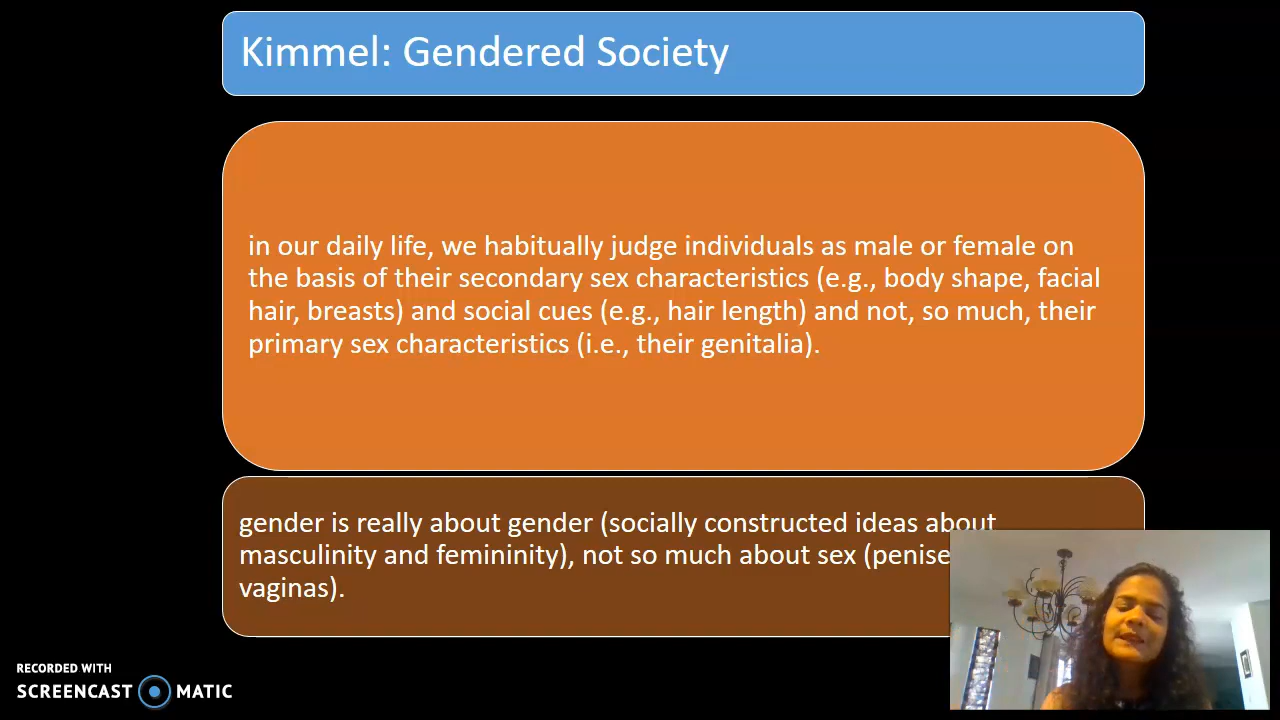 Kimmel: Gendered Society
in our daily life, we habitually judge individuals as male or female on
the basis of their secondary sex characteristics (e.g., body shape, facial
hair, breasts) and social cues (e.g., hair length) and not, so much, their
primary sex characteristics (i.e., their genitalia).
gender is really about gender (socially constructed ideas about
masculinity and femininity), not so much about sex
vaginas).
RECORDED WITH
SCREENCAST MATIC